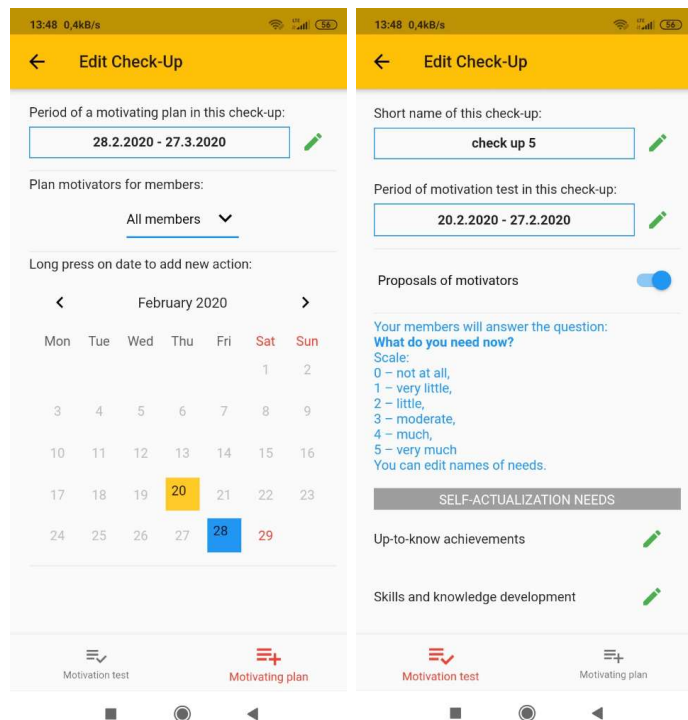 13:48 0,4kB/s
56
Edit Check-Up
Period of a motivating plan in this check-up:
28.2.2020 - 27.3.2020
Plan motivators for members:
All members
Long press on date to add new action:
February 2020
Mon Tue Wed Thu Fri Sat Sun
1 2
3 4 5 6 7 8 9
10 11 12 13 14 15 16
17 18 19 20 21 22 23
24 25 26 27 28 29
Motivation test
Motivating plan
13:48 0,4kB/s
56
Edit Check-Up
Short name of this check-up:
check up 5
Period of motivation test in this check-up:
20.2.2020 - 27.2.2020
Proposals of motivators
Your members will answer the question:
What do you need now?
Scale:
0 – not at all,
1 – very little,
2 – little,
3 – moderate,
4 – much,
5 – very much
You can edit names of needs.
SELF-ACTUALIZATION NEEDS
Up-to-know achievements
Skills and knowledge development
Motivation test
Motivating plan